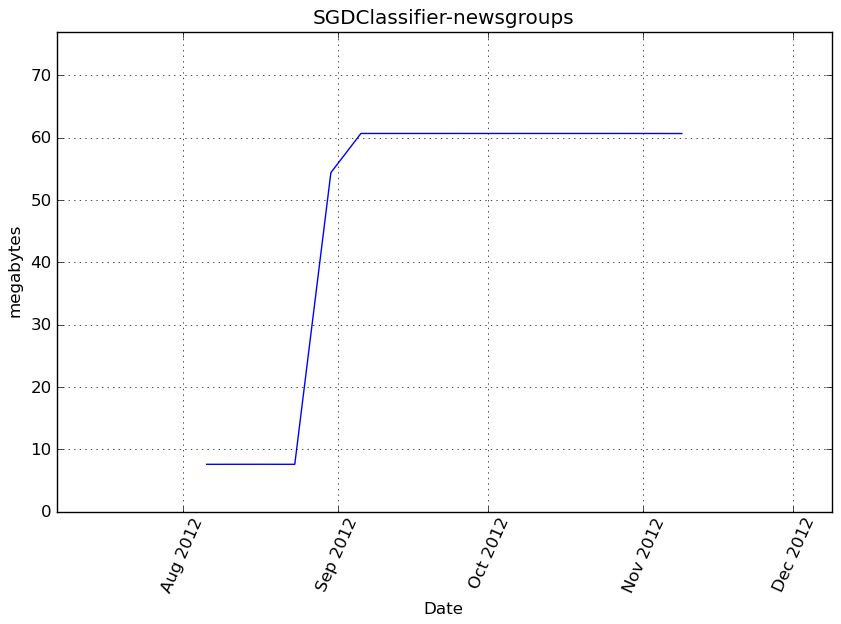 SGDClassifier-newsgroups
70
60
50
40
30
20
10
0
megabytes
Aug 2012
Sep 2012
Oct 2012
Nov 2012
Dec 2012
Date